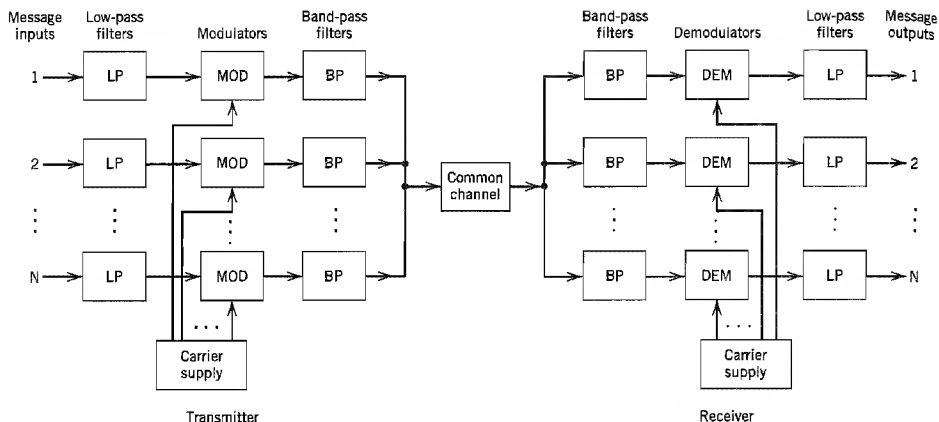 Message inputs
Low-pass filters
Modulators
Band-pass filters
Band-pass filters
Demodulators
Low-pass filters
Message outputs
1 LP MOD BP BP DEM LP 1
2 LP MOD BP BP DEM LP 2
Common channel
N LP MOD BP BP DEM LP N
Carrier supply
Carrier supply
Transmitter
Receiver